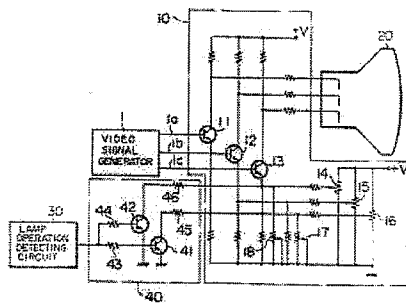 10
+V
20
1
1a
11
VIDEO
SIGNAL
GENERATOR
1b
12
1c
13
+V
14
15
16
30
LAMP OPERATION
DETECTING
CIRCUIT
44
42
46
45
43
41
18
17
40